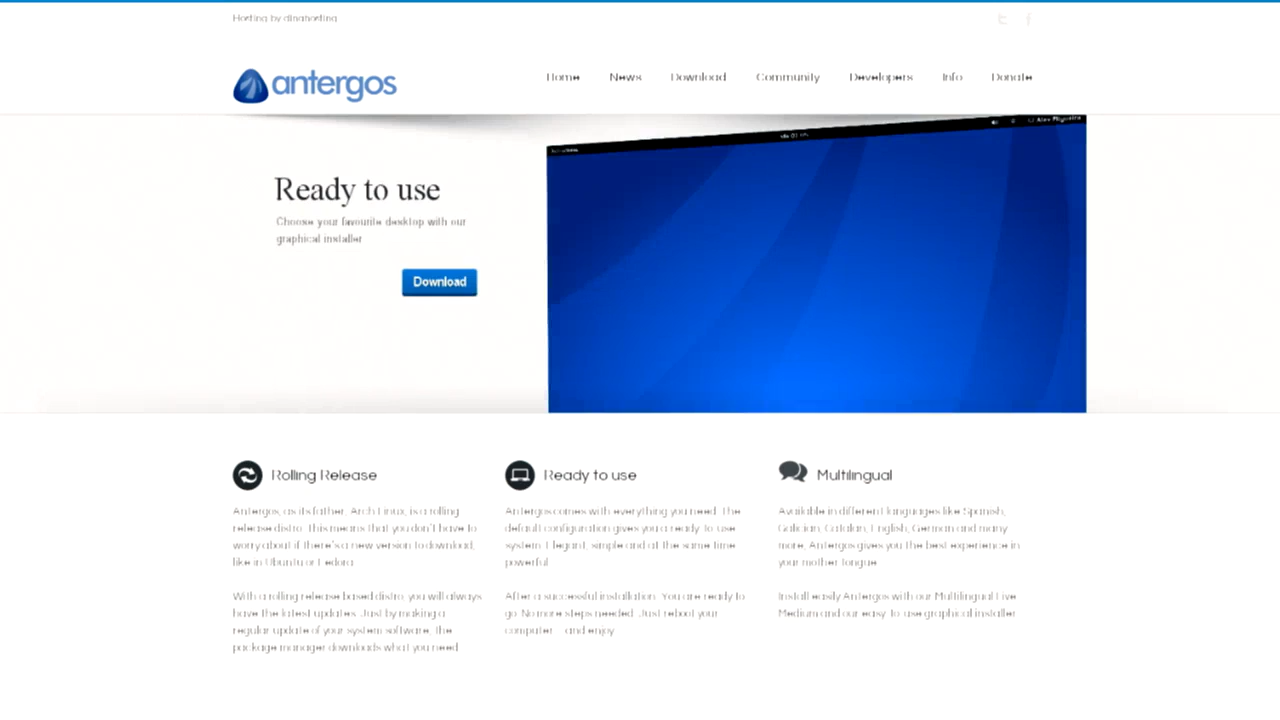 Hosting by dinahosting
antergos
Home News Download Community Developers Info Donate
Ready to use
Choose your favourite desktop with our
graphical installer
Download
Rolling Release
Antergos, as its father, Arch Linux, is a rolling
release distro. This means that you don't have to
worry about if there's a new version to download,
like in Ubuntu or Fedora.
With a rolling release based distro, you will always
have the latest updates. Just by making a
regular update of your system software, the
package manager downloads what you need.
Ready to use
Antergos comes with everything you need. The
default configuration gives you a ready-to-use
system. Elegant, simple and at the same time
powerful.
After a successful installation: You are ready to
go. No more steps needed. Just reboot your
computer... and enjoy.
Multilingual
Available in different languages like Spanish,
Galician, Catalan, English, German and many
more, Antergos gives you the best experience in
your mother tongue.
Install easily Antergos with our Multilingual Live
Medium and our easy-to-use graphical installer.